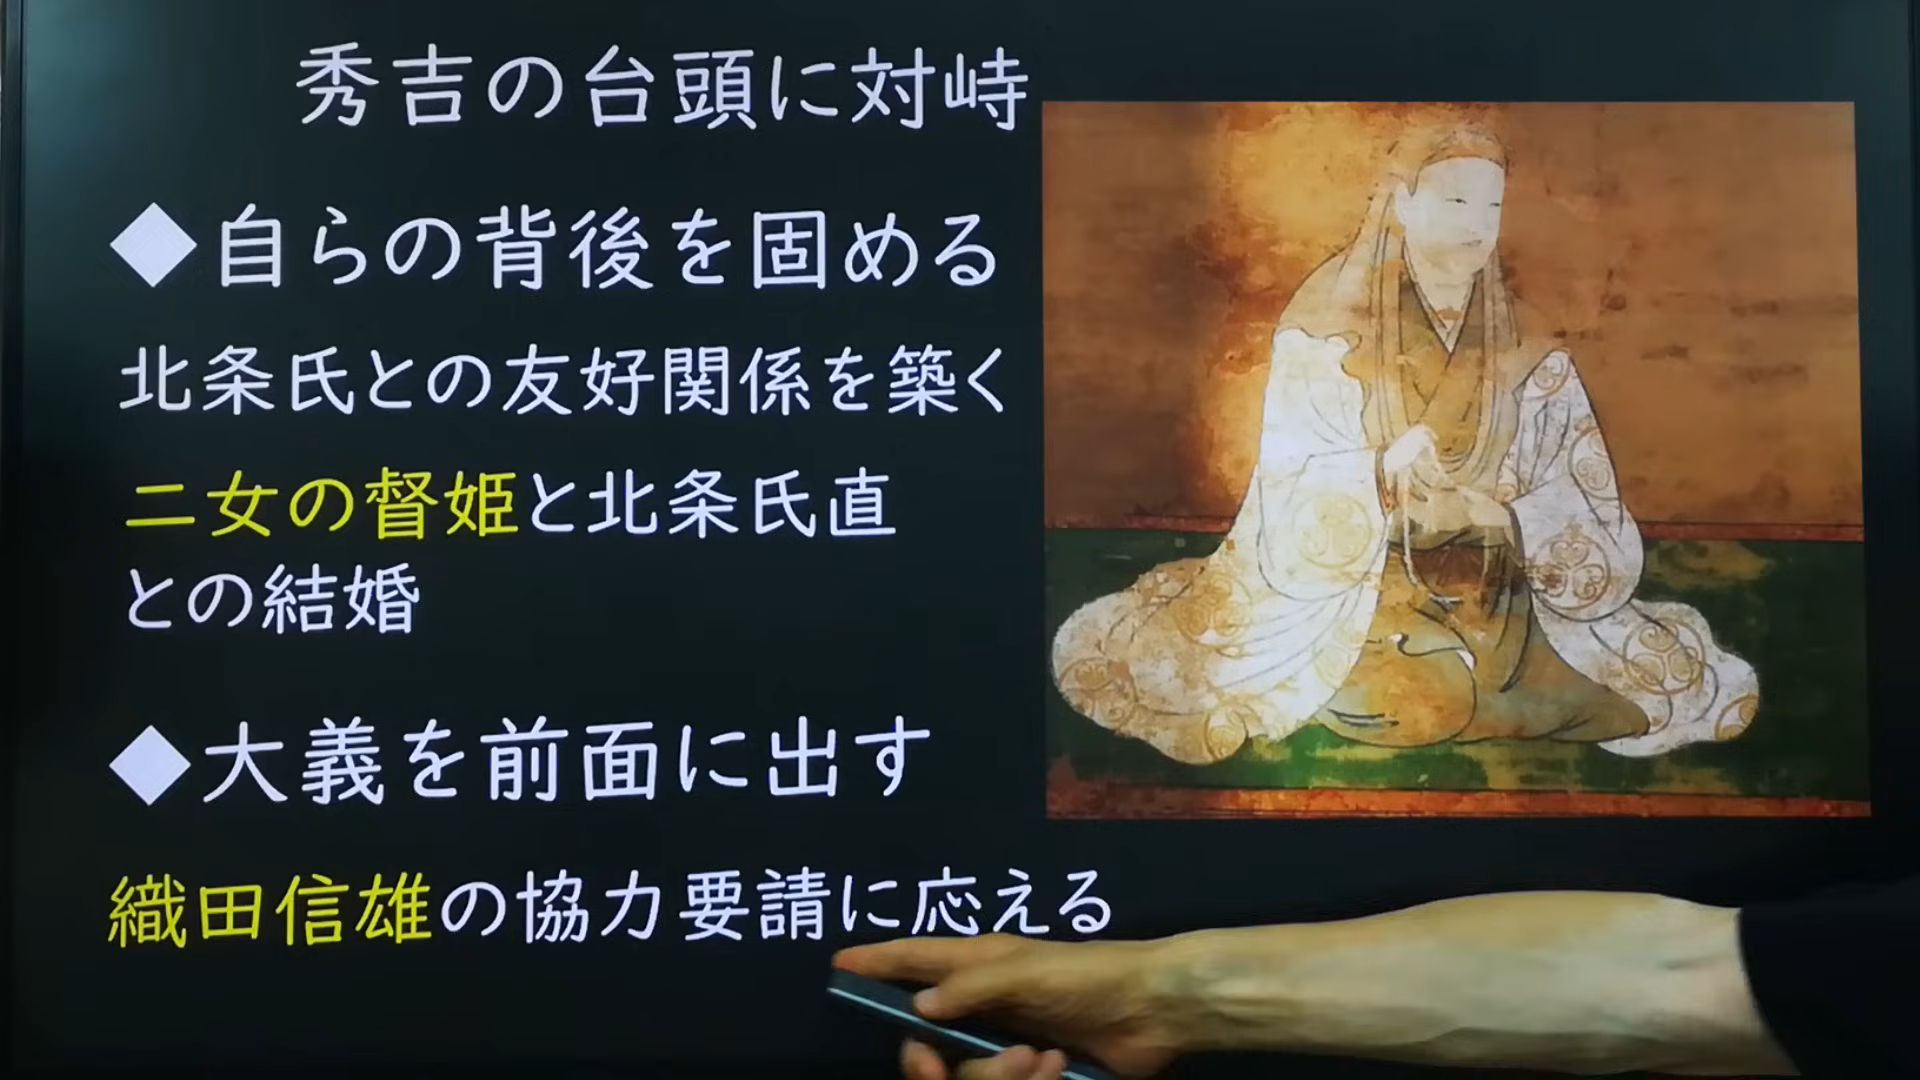 秀吉の台頭に対峙
◆自らの背後を固める
北条氏との友好関係を築く
二女の督姫と北条氏直
との結婚
◆大義を前面に出す
織田信雄の協力要請に応える